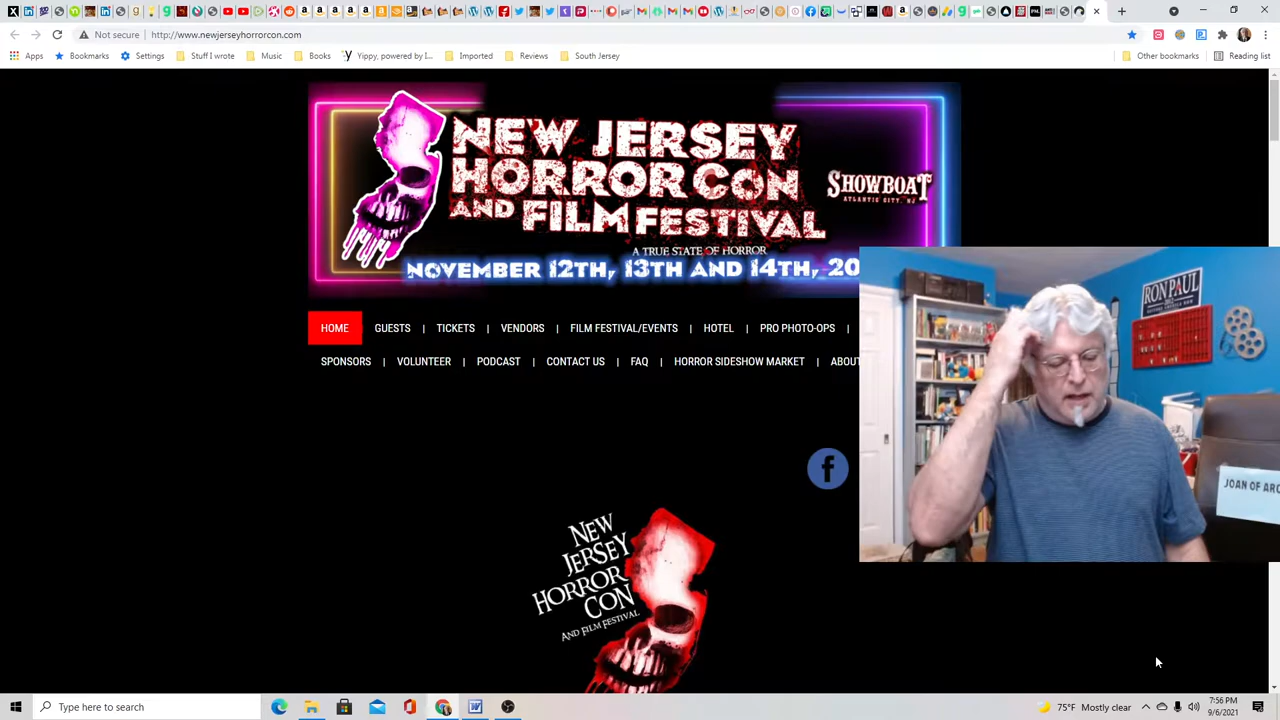 Not secure | http://www.newjerseyhorrorcon.com
Apps
Bookmarks
Settings
Stuff I wrote
Music
Books
Yippy, powered by I...
Imported
Reviews
South Jersey
Other bookmarks
Reading list
NEW JERSEY
HORROR CON
AND FILM FESTIVAL
A TRUE STATE OF HORROR
SHOWBOAT
ATLANTIC CITY, NJ
NOVEMBER 12TH, 13TH AND 14TH, 20
HOME
GUESTS | TICKETS | VENDORS | FILM FESTIVAL/EVENTS | HOTEL | PRO PHOTO-OPS |
SPONSORS | VOLUNTEER | PODCAST | CONTACT US | FAQ | HORROR SIDESHOW MARKET | ABOU
RON PAUL
2012
JOAN OF ARC
f
NEW
JERSEY
HORROR
CON
AND FILM FESTIVAL
Type here to search
75°F Mostly clear
7:56 PM
9/6/2021